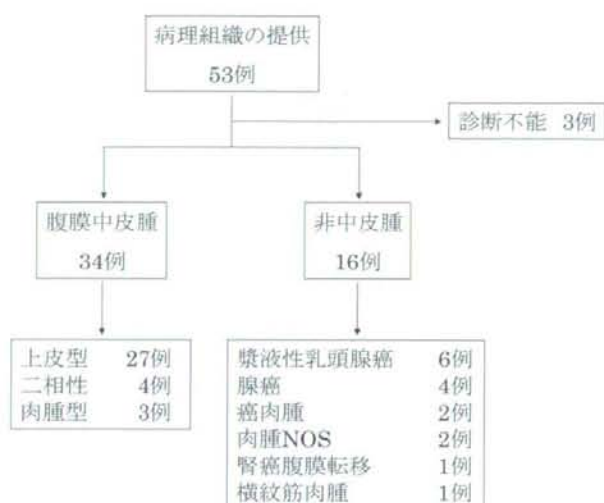 病理組織の提供
53例
診断不能 3例
腹膜中皮腫
34例
非中皮腫
16例
上皮型 27例
二相性 4例
肉腫型 3例
漿液性乳頭腺癌 6例
腺癌 4例
癌肉腫 2例
肉腫NOS 2例
腎癌腹膜転移 1例
横紋筋肉腫 1例